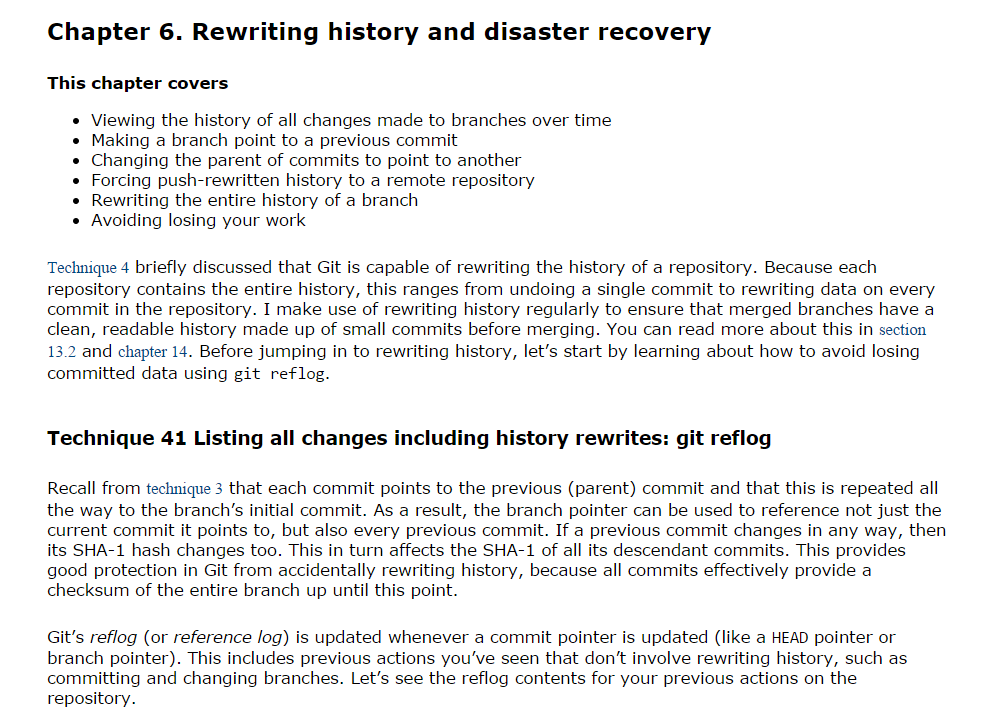 Chapter 6. Rewriting history and disaster recovery
This chapter covers
• Viewing the history of all changes made to branches over time
• Making a branch point to a previous commit
• Changing the parent of commits to point to another
• Forcing push-rewritten history to a remote repository
• Rewriting the entire history of a branch
• Avoiding losing your work
Technique 4 briefly discussed that Git is capable of rewriting the history of a repository. Because each
repository contains the entire history, this ranges from undoing a single commit to rewriting data on every
commit in the repository. I make use of rewriting history regularly to ensure that merged branches have a
clean, readable history made up of small commits before merging. You can read more about this in section
13.2 and chapter 14. Before jumping in to rewriting history, let’s start by learning about how to avoid losing
committed data using git reflog.
Technique 41 Listing all changes including history rewrites: git reflog
Recall from technique 3 that each commit points to the previous (parent) commit and that this is repeated all
the way to the branch’s initial commit. As a result, the branch pointer can be used to reference not just the
current commit it points to, but also every previous commit. If a previous commit changes in any way, then
its SHA-1 hash changes too. This in turn affects the SHA-1 of all its descendant commits. This provides
good protection in Git from accidentally rewriting history, because all commits effectively provide a
checksum of the entire branch up until this point.
Git’s reflog (or reference log) is updated whenever a commit pointer is updated (like a HEAD pointer or
branch pointer). This includes previous actions you’ve seen that don’t involve rewriting history, such as
committing and changing branches. Let’s see the reflog contents for your previous actions on the
repository.